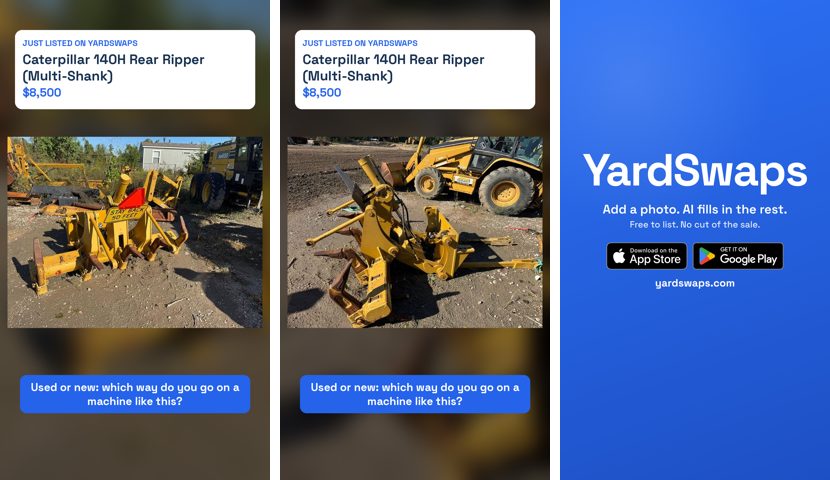 JUST LISTED ON YARDSWAPS
Caterpillar 140H Rear Ripper
(Multi-Shank)
$8,500
STAY BACK
50 FEET
Used or new: which way do you go on a
machine like this?
JUST LISTED ON YARDSWAPS
Caterpillar 140H Rear Ripper
(Multi-Shank)
$8,500
Used or new: which way do you go on a
machine like this?
YardSwaps
Add a photo. AI fills in the rest.
Free to list. No cut of the sale.
Download on the
App Store
GET IT ON
Google Play
yardswaps.com